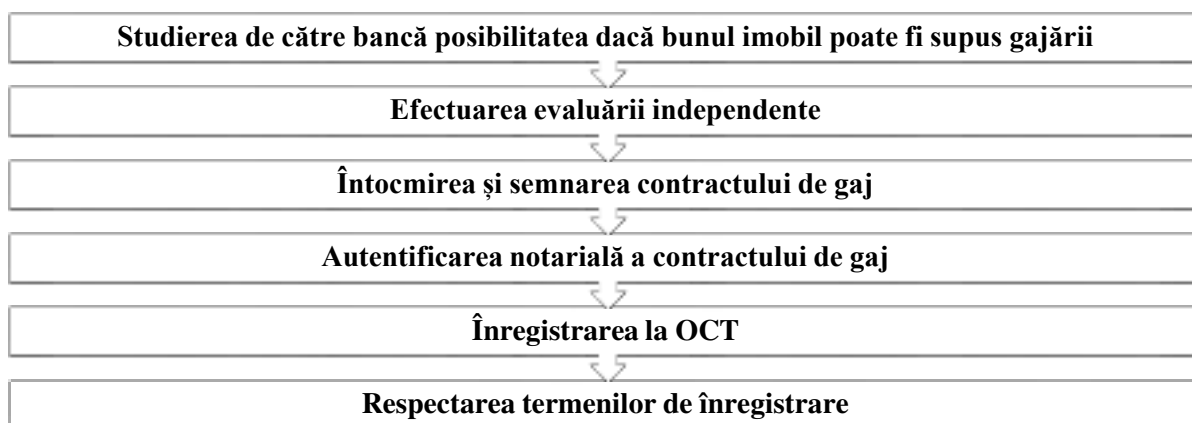 Studierea de către bancă posibilitatea dacă bunul imobil poate fi supus gajării
Efectuarea evaluării independente
Întocmirea și semnarea contractului de gaj
Autentificarea notarială a contractului de gaj
Înregistrarea la OCT
Respectarea termenilor de înregistrare